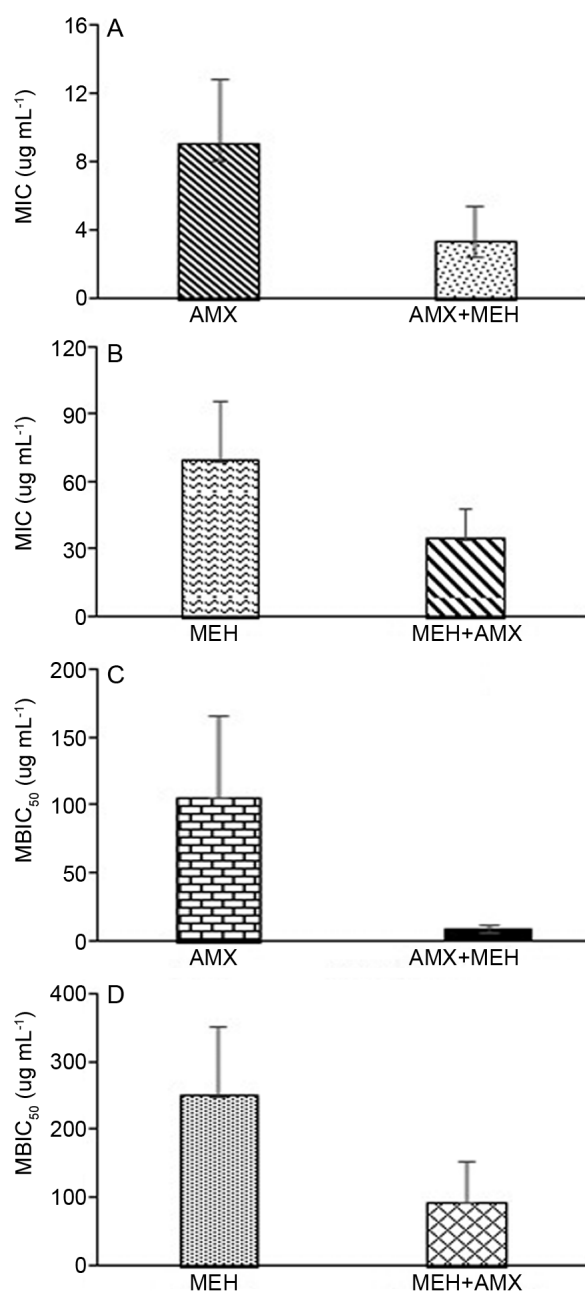 A
16
12
8
4
0
MIC (ug mL-1)
AMX AMX+MEH
B
120
90
60
30
0
MIC (ug mL-1)
MEH MEH+AMX
C
200
150
100
50
0
MBIC50 (ug mL-1)
AMX AMX+MEH
D
400
300
200
100
0
MBIC50 (ug mL-1)
MEH MEH+AMX